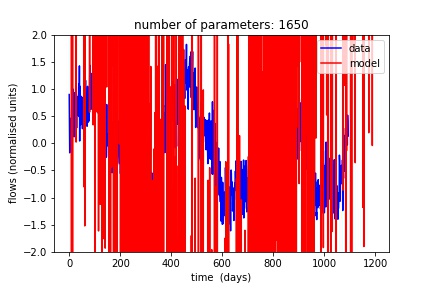 number of parameters: 1650
data
model
flows (normalised units)
2.0
1.5
1.0
0.5
0.0
−0.5
−1.0
−1.5
−2.0
0 200 400 600 800 1000 1200
time (days)